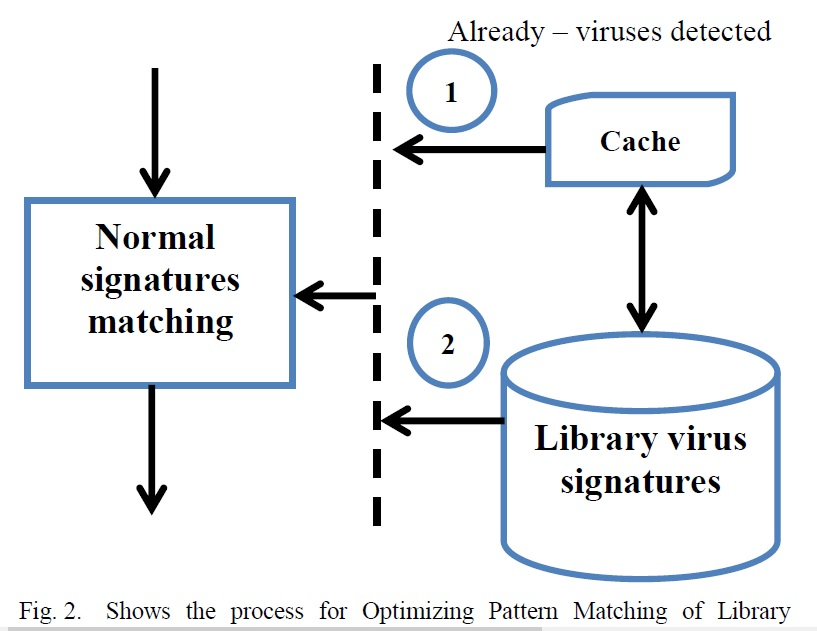 Already – viruses detected
1
Cache
Normal
signatures
matching
2
Library virus
signatures
Fig. 2. Shows the process for Optimizing Pattern Matching of Library